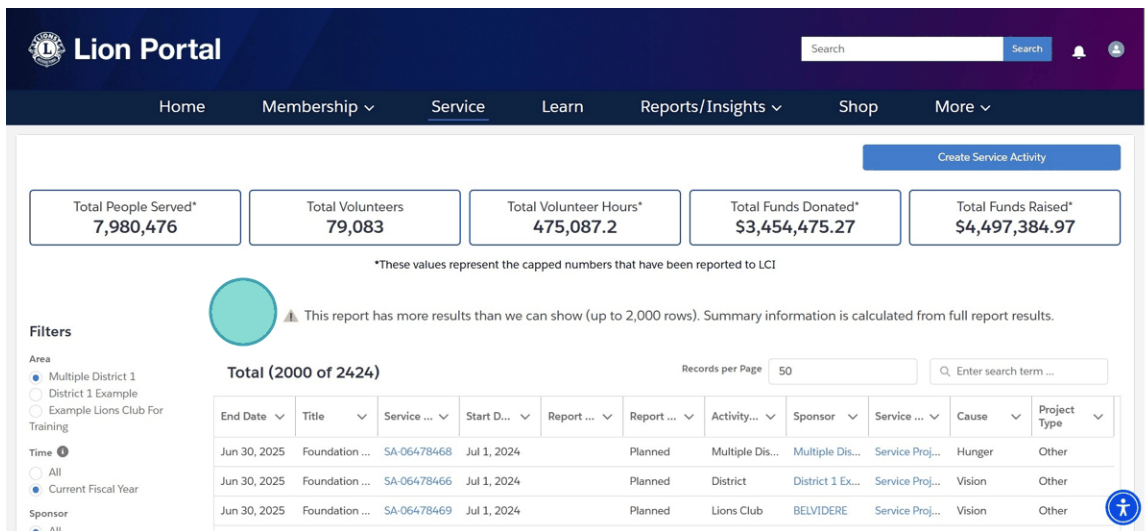 LIONS
L
Lion Portal
Search
Search
Home Membership Service Learn Reports/Insights Shop More
Create Service Activity
Total People Served* Total Volunteers Total Volunteer Hours* Total Funds Donated* Total Funds Raised*
7,980,476 79,083 475,087.2 $3,454,475.27 $4,497,384.97
*These values represent the capped numbers that have been reported to LCI
This report has more results than we can show (up to 2,000 rows). Summary information is calculated from full report results.
Filters
Area
Multiple District 1
District 1 Example
Example Lions Club For
Training
Time
All
Current Fiscal Year
Sponsor
All
Total (2000 of 2424)
Records per Page 50 Enter search term ...
End Date Title Service ... Start D... Report ... Report ... Activity... Sponsor Service ... Cause Project
Type
Jun 30, 2025 Foundation ... SA-06478468 Jul 1, 2024 Planned Multiple Dis... Multiple Dis... Service Proj... Hunger Other
Jun 30, 2025 Foundation ... SA-06478466 Jul 1, 2024 Planned District District 1 Ex... Service Proj... Vision Other
Jun 30, 2025 Foundation ... SA-06478469 Jul 1, 2024 Planned Lions Club BELVIDERE Service Proj... Vision Other